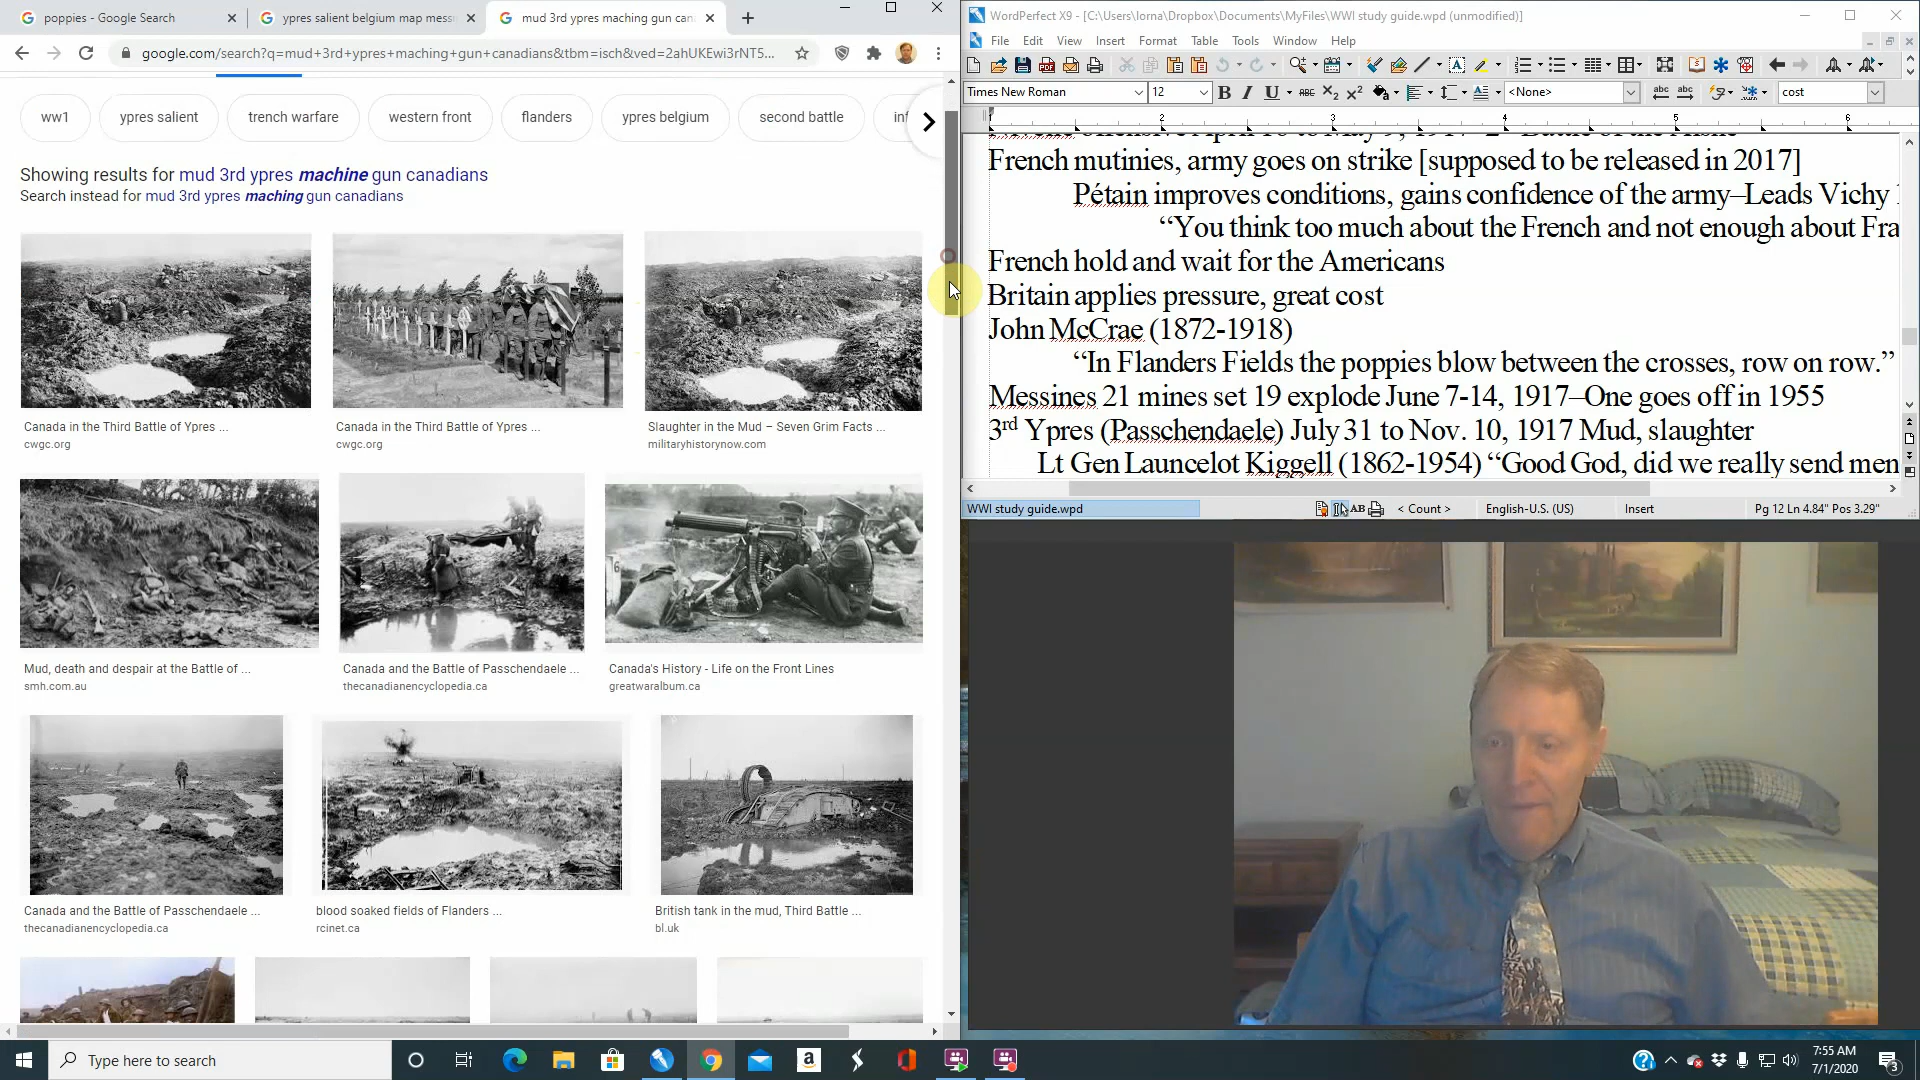 poppies - Google Search
ypres salient belgium map messi
mud 3rd ypres maching gun can
google.com/search?q=mud+3rd+ypres+maching+gun+canadians&tbm=isch&ved=2ahUKEwi3rNT5...
ww1
ypres salient
trench warfare
western front
flanders
ypres belgium
second battle
Showing results for mud 3rd ypres machine gun canadians
Search instead for mud 3rd ypres maching gun canadians
Canada in the Third Battle of Ypres ...
cwgc.org
Canada in the Third Battle of Ypres ...
cwgc.org
Slaughter in the Mud – Seven Grim Facts ...
militaryhistorynow.com
Mud, death and despair at the Battle of ...
smh.com.au
Canada and the Battle of Passchendaele ...
thecanadianencyclopedia.ca
Canada's History - Life on the Front Lines
greatwaralbum.ca
Canada and the Battle of Passchendaele ...
thecanadianencyclopedia.ca
blood soaked fields of Flanders ...
rcinet.ca
British tank in the mud, Third Battle ...
bl.uk
WordPerfect X9 - [C:\Users\lorna\Dropbox\Documents\MyFiles\WWI study guide.wpd (unmodified)]
File Edit View Insert Format Table Tools Window Help
Times New Roman 12 B I U ABC <None> cost
1 2 3 4 5 6
French mutinies, army goes on strike [supposed to be released in 2017]
Pétain improves conditions, gains confidence of the army–Leads Vichy
“You think too much about the French and not enough about Fra
French hold and wait for the Americans
Britain applies pressure, great cost
John McCrae (1872-1918)
“In Flanders Fields the poppies blow between the crosses, row on row.”
Messines 21 mines set 19 explode June 7-14, 1917–One goes off in 1955
3rd Ypres (Passchendaele) July 31 to Nov. 10, 1917 Mud, slaughter
Lt Gen Launcelot Kiggell (1862-1954) “Good God, did we really send men
WWI study guide.wpd
AB
< Count >
English-U.S. (US)
Insert
Pg 12 Ln 4.84" Pos 3.29"
Type here to search
7:55 AM
7/1/2020
3